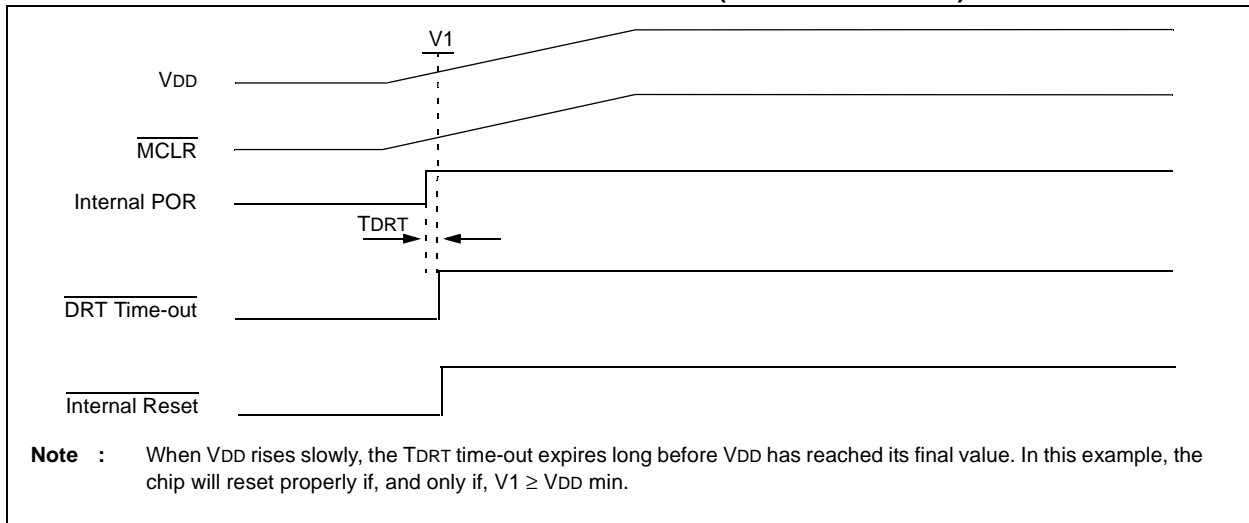 V1
VDD
MCLR
Internal POR
TDRT
DRT Time-out
Internal Reset
Note : When VDD rises slowly, the TDRT time-out expires long before VDD has reached its final value. In this example, the
chip will reset properly if, and only if, V1 ≥ VDD min.